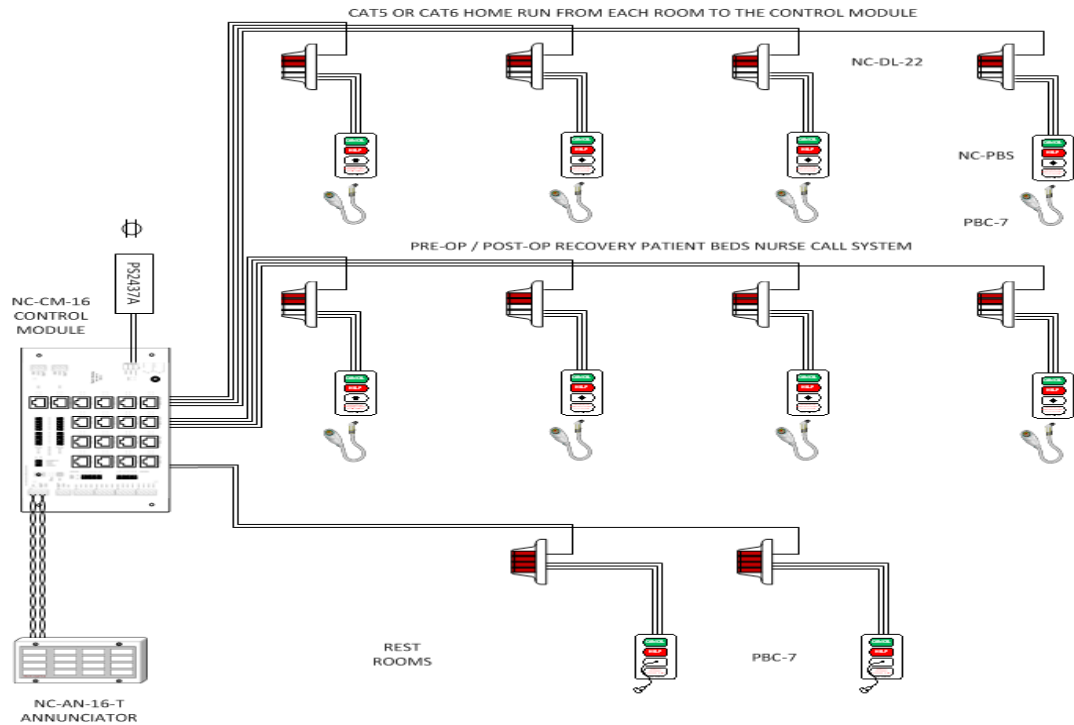 CAT5 OR CAT6 HOME RUN FROM EACH ROOM TO THE CONTROL MODULE
NC-DL-22
NC-PBS
PBC-7
PRE-OP / POST-OP RECOVERY PATIENT BEDS NURSE CALL SYSTEM
PS2437A
NC-CM-16
CONTROL
MODULE
REST
ROOMS
PBC-7
NC-AN-16-T
ANNUNCIATOR